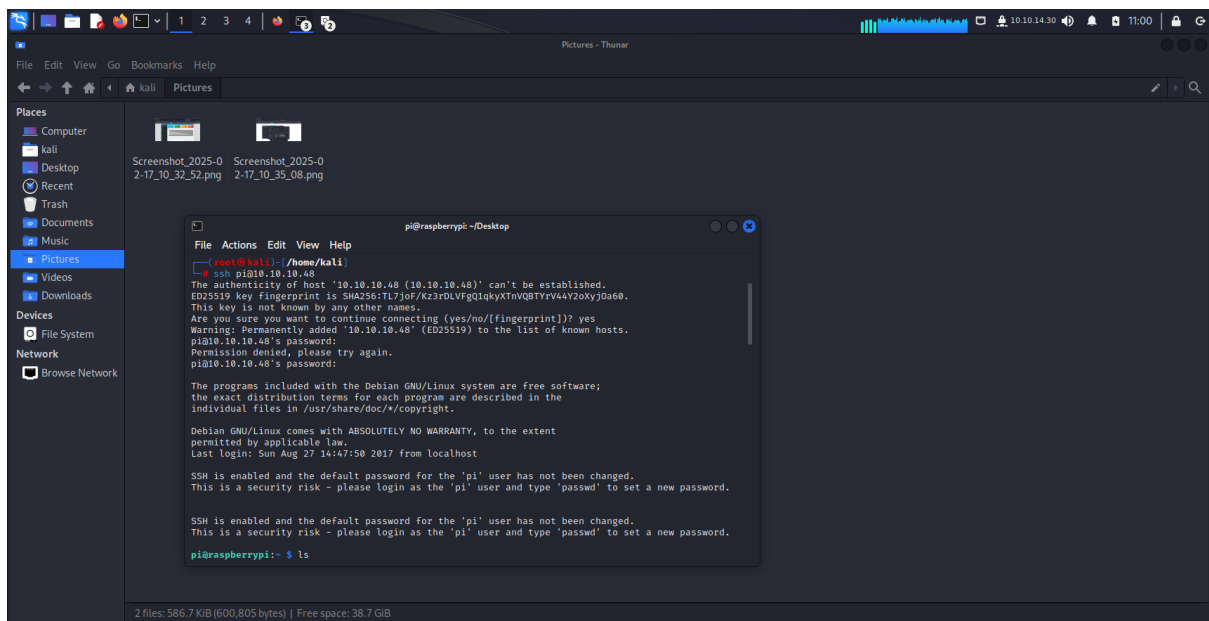 1 2 3 4 10.10.14.30 11:00
Pictures - Thunar
File Edit View Go Bookmarks Help
kali Pictures
Places
Computer
kali
Desktop
Recent
Trash
Documents
Music
Pictures
Videos
Downloads
Devices
File System
Network
Browse Network
Screenshot_2025-0
2-17_10_32_52.png
Screenshot_2025-0
2-17_10_35_08.png
pi@raspberrypi: ~/Desktop
File Actions Edit View Help
(root㉿kali)-[/home/kali]
# ssh pi@10.10.10.48
The authenticity of host '10.10.10.48 (10.10.10.48)' can't be established.
ED25519 key fingerprint is SHA256:TL7joF/Kz3rDLVFgQ1qkyXTnVQBTYrV44Y2oXyjOa60.
This key is not known by any other names.
Are you sure you want to continue connecting (yes/no/[fingerprint])? yes
Warning: Permanently added '10.10.10.48' (ED25519) to the list of known hosts.
pi@10.10.10.48's password:
Permission denied, please try again.
pi@10.10.10.48's password:
The programs included with the Debian GNU/Linux system are free software;
the exact distribution terms for each program are described in the
individual files in /usr/share/doc/*/copyright.
Debian GNU/Linux comes with ABSOLUTELY NO WARRANTY, to the extent
permitted by applicable law.
Last login: Sun Aug 27 14:47:50 2017 from localhost
SSH is enabled and the default password for the 'pi' user has not been changed.
This is a security risk - please login as the 'pi' user and type 'passwd' to set a new password.
SSH is enabled and the default password for the 'pi' user has not been changed.
This is a security risk - please login as the 'pi' user and type 'passwd' to set a new password.
pi@raspberrypi:~ $ ls
2 files: 586.7 KiB (600,805 bytes) | Free space: 38.7 GiB